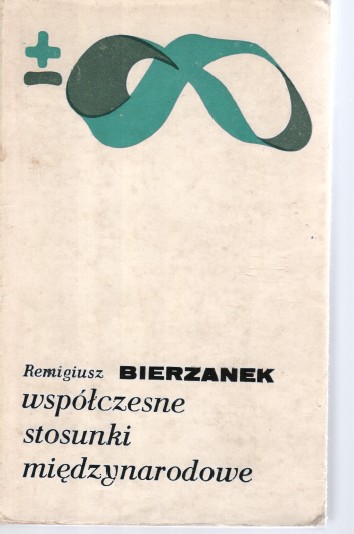 Remigiusz BIERZANEK
współczesne
stosunki
międzynarodowe